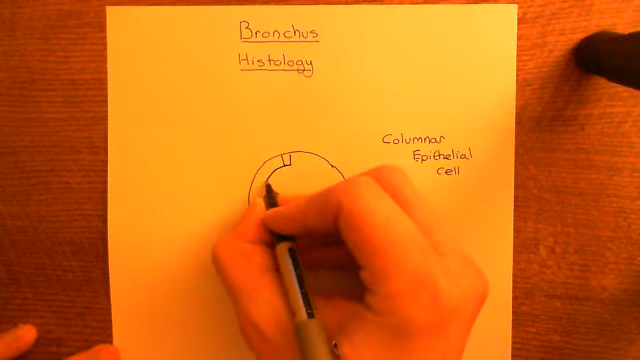 Bronchus
Histology
Columnar
Epithelial
Cell